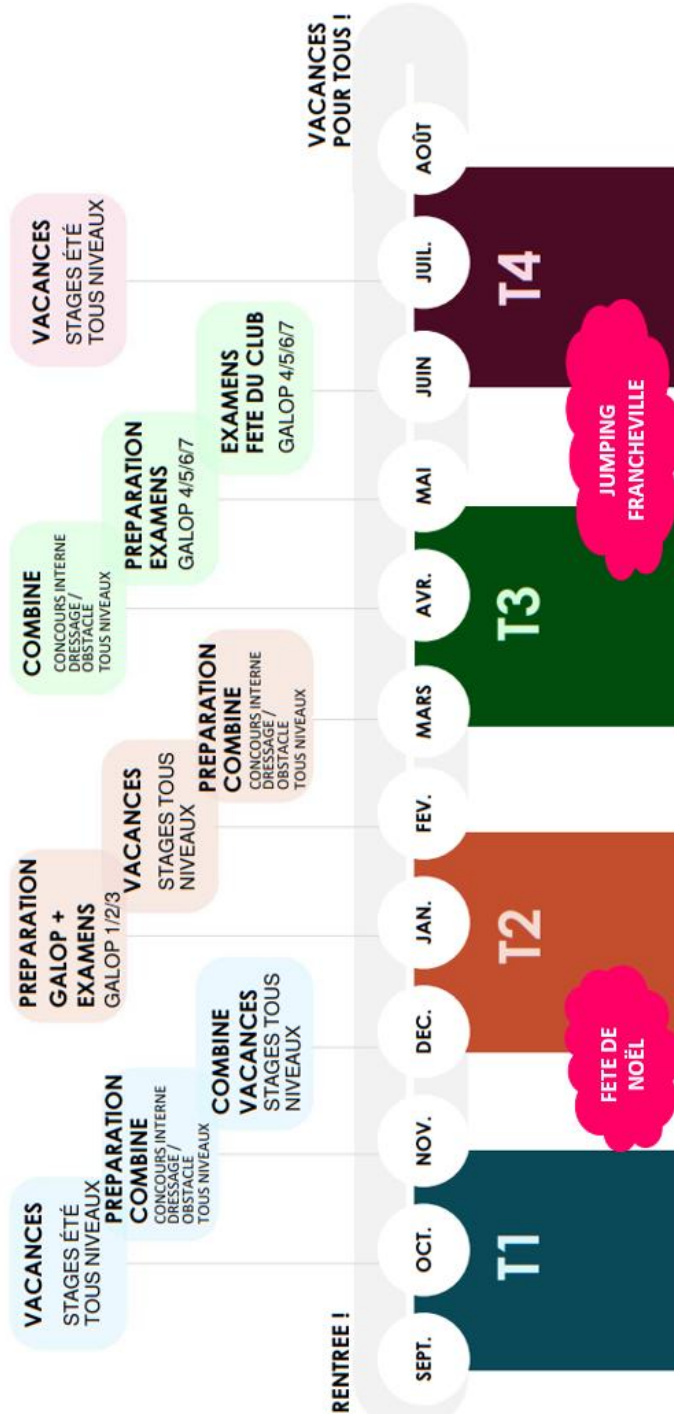 VACANCES
STAGES ÉTÉ
TOUS NIVEAUX
PREPARATION
COMBINE
CONCOURS INTERNE
DRESSAGE /
OBSTACLE
TOUS NIVEAUX
COMBINE
VACANCES
STAGES TOUS
NIVEAUX
PREPARATION
GALOP +
EXAMENS
GALOP 1/2/3
VACANCES
STAGES TOUS
NIVEAUX
PREPARATION
COMBINE
CONCOURS INTERNE
DRESSAGE /
OBSTACLE
TOUS NIVEAUX
COMBINE
CONCOURS INTERNE
DRESSAGE /
OBSTACLE
TOUS NIVEAUX
PREPARATION
EXAMENS
GALOP 4/5/6/7
EXAMENS
FETE DU CLUB
GALOP 4/5/6/7
VACANCES
STAGES ÉTÉ
TOUS NIVEAUX
RENTREE !
VACANCES
POUR TOUS !
SEPT.
OCT.
NOV.
DEC.
JAN.
FEV.
MARS
AVR.
MAI
JUIN
JUIL.
AOÛT
T1
T2
T3
T4
FETE DE
NOËL
JUMPING
FRANCHEVILLE